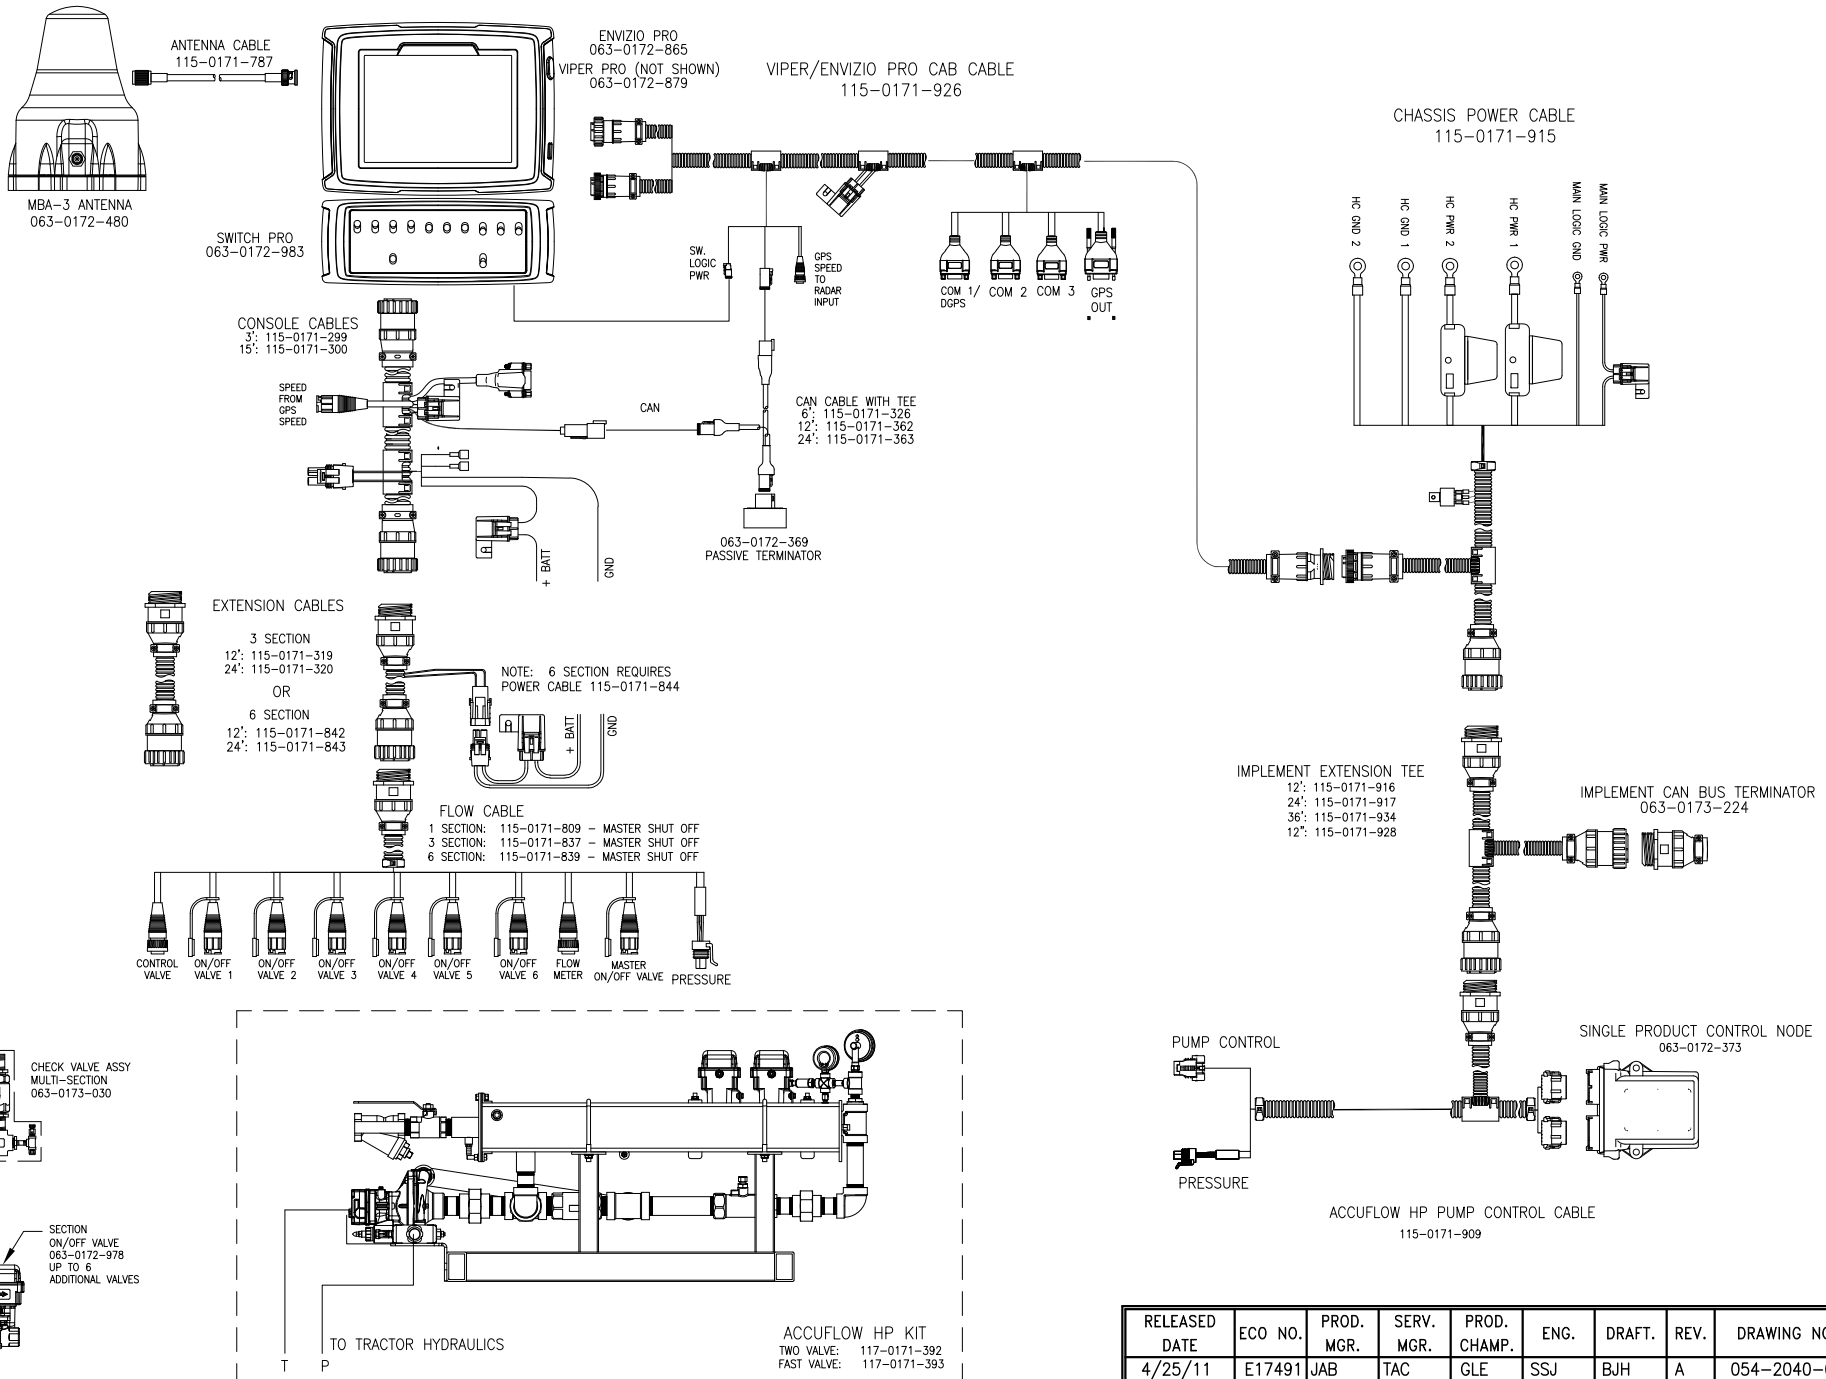 ANTENNA CABLE
115-0171-787
MBA-3 ANTENNA
063-0172-480
ENVIZIO PRO
063-0172-865
VIPER PRO (NOT SHOWN)
063-0172-879
SWITCH PRO
063-0172-983
VIPER/ENVIZIO PRO CAB CABLE
115-0171-926
CHASSIS POWER CABLE
115-0171-915
HC GND 2
HC GND 1
HC PWR 2
HC PWR 1
MAIN LOGIC GND
MAIN LOGIC PWR
SW.
LOGIC
PWR
GPS
SPEED
TO
RADAR
INPUT
COM 1/
DGPS
COM 2
COM 3
GPS
OUT
CONSOLE CABLES
3': 115-0171-299
15': 115-0171-300
SPEED
FROM
GPS
SPEED
CAN
CAN CABLE WITH TEE
6': 115-0171-326
12': 115-0171-362
24': 115-0171-363
063-0172-369
PASSIVE TERMINATOR
+ BATT
GND
EXTENSION CABLES
3 SECTION
12': 115-0171-319
24': 115-0171-320
OR
6 SECTION
12': 115-0171-842
24': 115-0171-843
NOTE: 6 SECTION REQUIRES
POWER CABLE 115-0171-844
+ BATT
GND
FLOW CABLE
1 SECTION: 115-0171-809 - MASTER SHUT OFF
3 SECTION: 115-0171-837 - MASTER SHUT OFF
6 SECTION: 115-0171-839 - MASTER SHUT OFF
CONTROL
VALVE
ON/OFF
VALVE 1
ON/OFF
VALVE 2
ON/OFF
VALVE 3
ON/OFF
VALVE 4
ON/OFF
VALVE 5
ON/OFF
VALVE 6
FLOW
METER
MASTER
ON/OFF VALVE
PRESSURE
IMPLEMENT EXTENSION TEE
12': 115-0171-916
24': 115-0171-917
36': 115-0171-934
12": 115-0171-928
IMPLEMENT CAN BUS TERMINATOR
063-0173-224
CHECK VALVE ASSY
MULTI-SECTION
063-0173-030
SECTION
ON/OFF VALVE
063-0172-978
UP TO 6
ADDITIONAL VALVES
TO TRACTOR HYDRAULICS
T
P
ACCUFLOW HP KIT
TWO VALVE: 117-0171-392
FAST VALVE: 117-0171-393
PUMP CONTROL
PRESSURE
SINGLE PRODUCT CONTROL NODE
063-0172-373
ACCUFLOW HP PUMP CONTROL CABLE
115-0171-909
RELEASED DATE ECO NO. PROD. MGR. SERV. MGR. PROD. CHAMP. ENG. DRAFT. REV. DRAWING NO
4/25/11 E17491 JAB TAC GLE SSJ BJH A 054-2040-